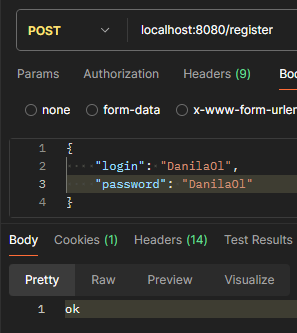 POST localhost:8080/register
Params Authorization Headers (9)
none form-data x-www-form-urler
1 {
2 "login": "DanilaOl",
3 "password": "DanilaOl"
4 }
Body Cookies (1) Headers (14) Test Results
Pretty Raw Preview Visualize
1 ok